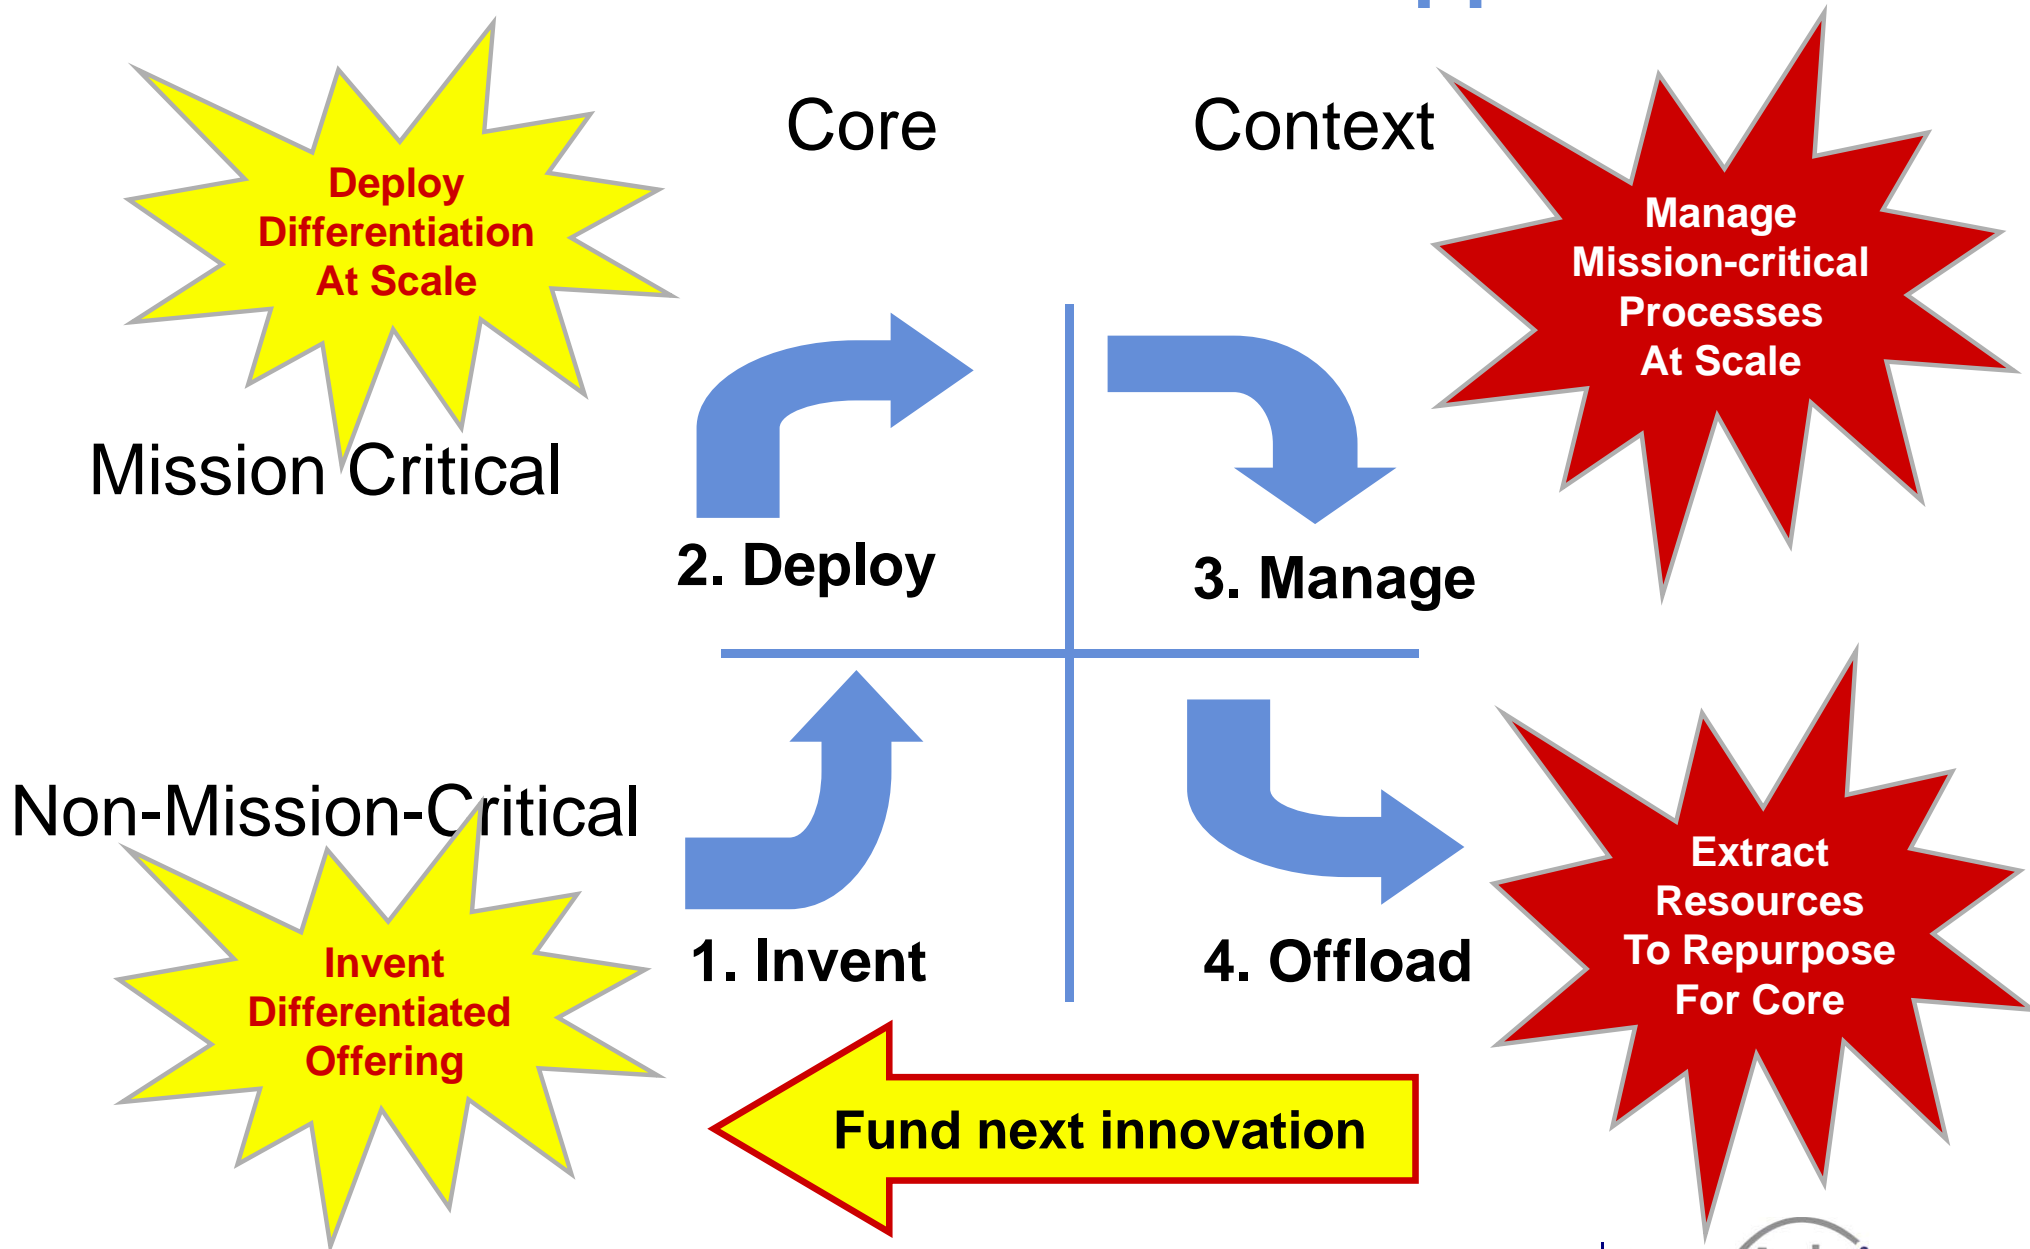 Core
Context
Deploy
Differentiation
At Scale
Manage
Mission-critical
Processes
At Scale
Mission Critical
2. Deploy
3. Manage
Non-Mission-Critical
Invent
Differentiated
Offering
1. Invent
4. Offload
Extract
Resources
To Repurpose
For Core
Fund next innovation